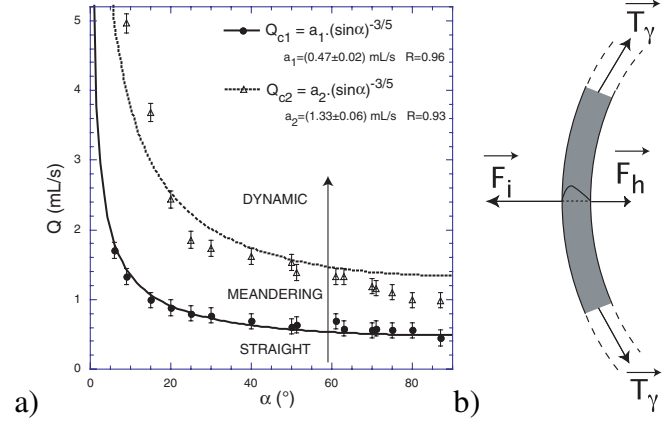 Q_c1 = a_1.(sinα)^-3/5
a_1=(0.47±0.02) mL/s R=0.96
Q_c2 = a_2.(sinα)^-3/5
a_2=(1.33±0.06) mL/s R=0.93
5
4
3
2
1
0
Q (mL/s)
DYNAMIC
MEANDERING
STRAIGHT
0 20 40 60 80
α (°)
a)
T_γ
F_i
F_h
T_γ
b)